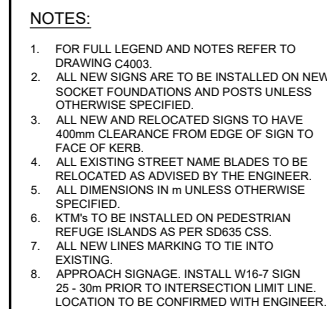 NOTES:
1. FOR FULL LEGEND AND NOTES REFER TO
DRAWING C4003.
2. ALL NEW SIGNS ARE TO BE INSTALLED ON NEW
SOCKET FOUNDATIONS AND POSTS UNLESS
OTHERWISE SPECIFIED.
3. ALL NEW AND RELOCATED SIGNS TO HAVE
400mm CLEARANCE FROM EDGE OF SIGN TO
FACE OF KERB.
4. ALL EXISTING STREET NAME BLADES TO BE
RELOCATED AS ADVISED BY THE ENGINEER.
5. ALL DIMENSIONS IN m UNLESS OTHERWISE
SPECIFIED.
6. KTM's TO BE INSTALLED ON PEDESTRIAN
REFUGE ISLANDS AS PER SD635 CSS.
7. ALL NEW LINES MARKING TO TIE INTO
EXISTING.
8. APPROACH SIGNAGE. INSTALL W16-7 SIGN
25 - 30m PRIOR TO INTERSECTION LIMIT LINE.
LOCATION TO BE CONFIRMED WITH ENGINEER.